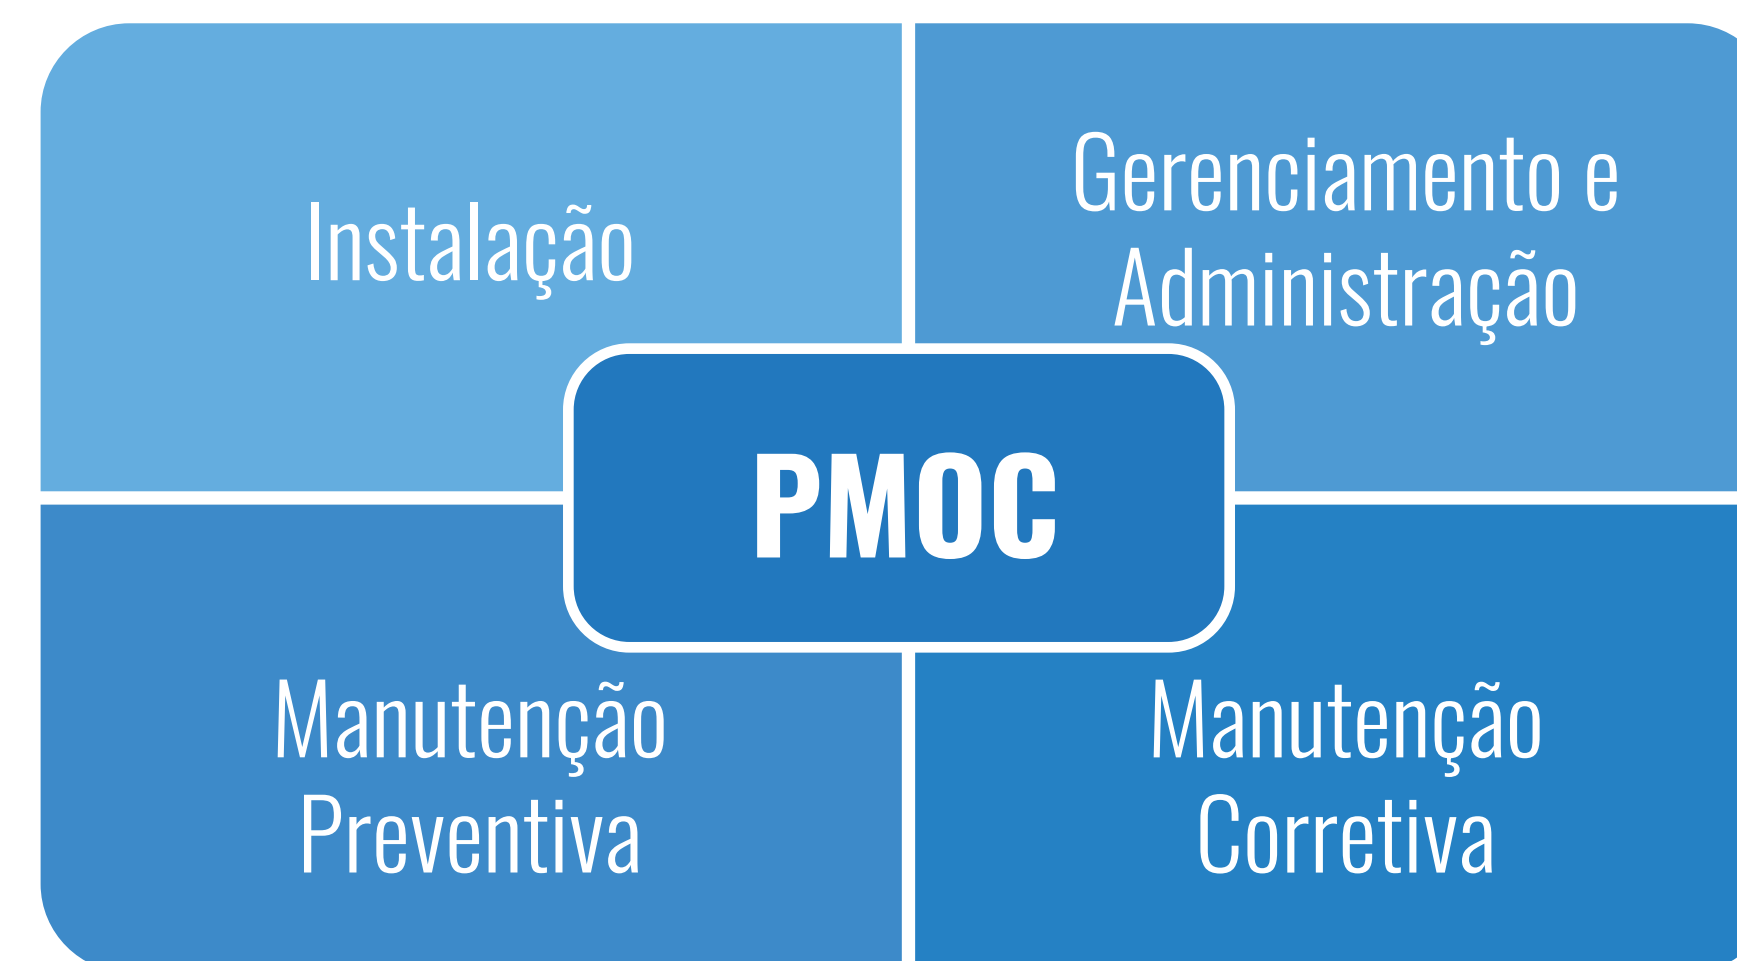 Instalação
Gerenciamento e
Administração
PMOC
Manutenção
Preventiva
Manutenção
Corretiva